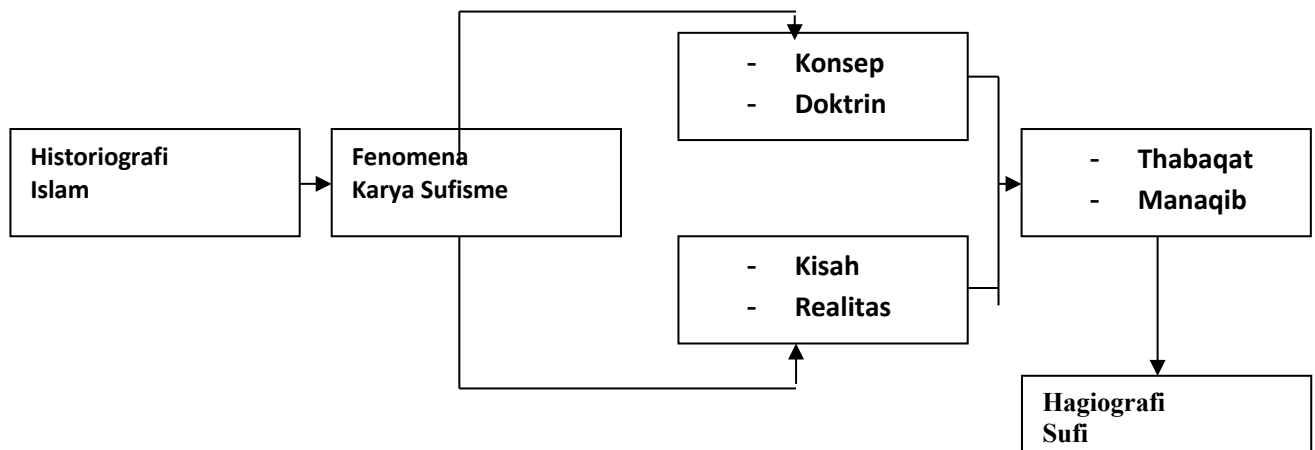 Historiografi
Islam
Fenomena
Karya Sufisme
- Konsep
- Doktrin
- Kisah
- Realitas
- Thabaqat
- Manaqib
Hagiografi
Sufi